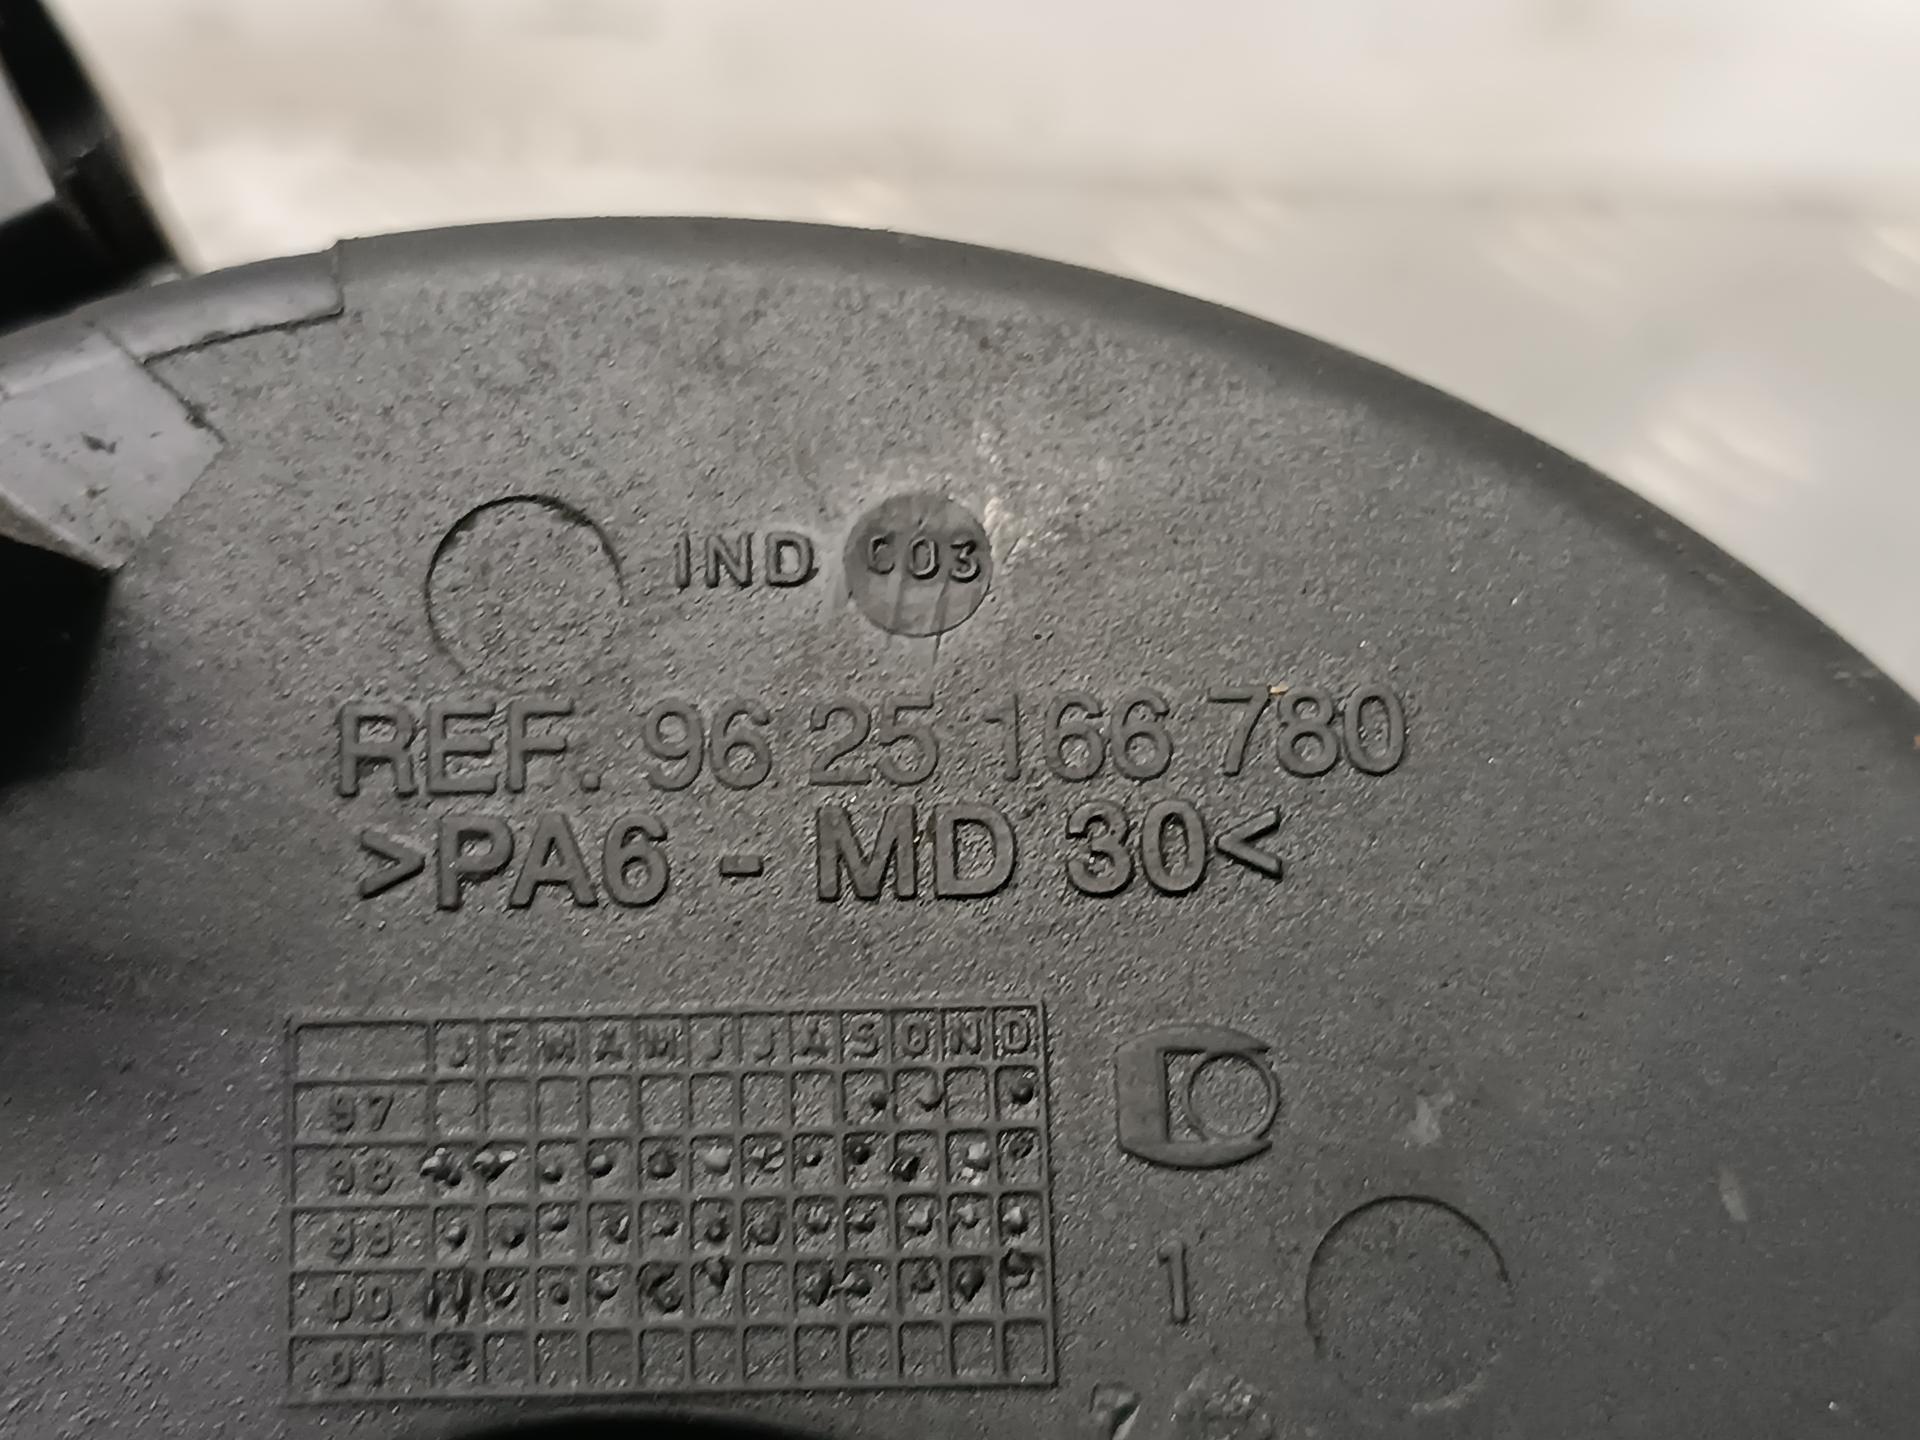 IND C03
REF. 96 25 166 780
>PA6 - MD 30<
J F M A M J J A S O N D
97
98
99
00
01
1